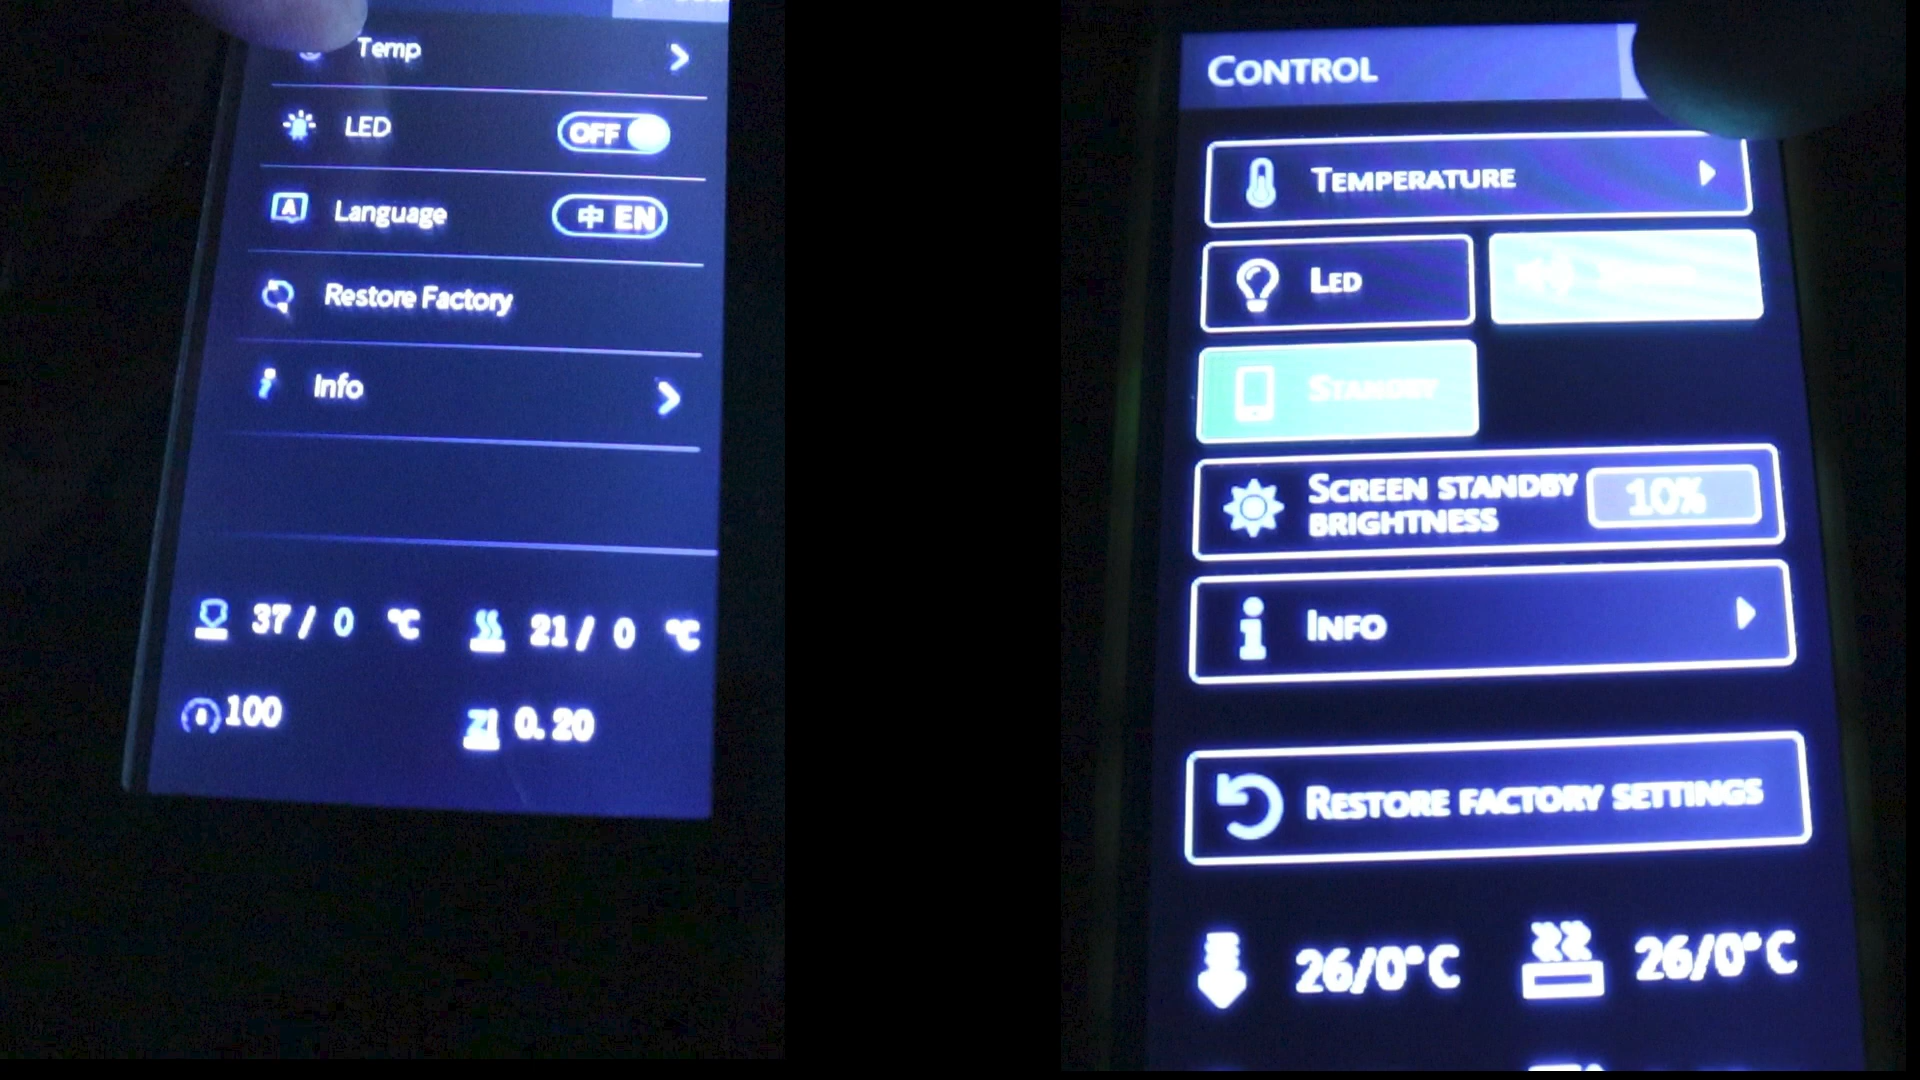 Temp
LED
OFF
Language
中 EN
Restore Factory
Info
37 / 0 ℃
21 / 0 ℃
100
0.20
CONTROL
TEMPERATURE
LED
STANDBY
SCREEN STANDBY
BRIGHTNESS
10%
INFO
RESTORE FACTORY SETTINGS
26/0°C
26/0°C